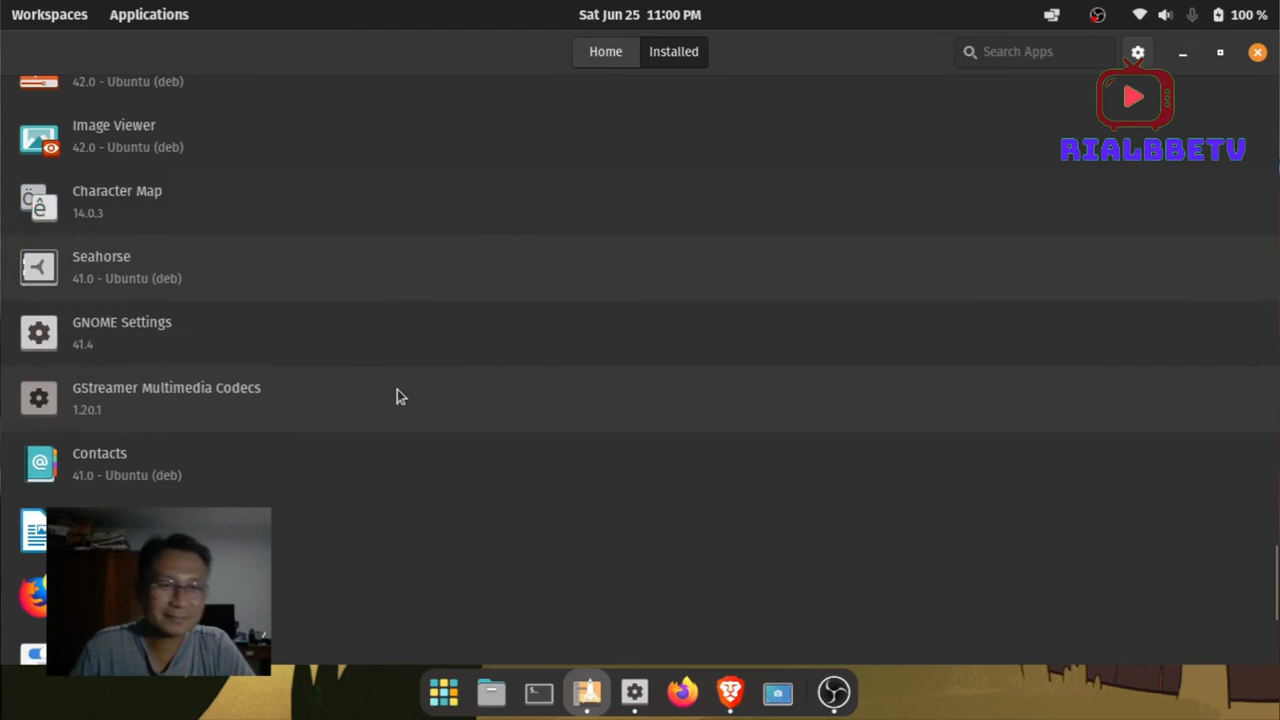 Workspaces Applications Sat Jun 25 11:00 PM 100 %
Home Installed Search Apps
42.0 - Ubuntu (deb)
Image Viewer
42.0 - Ubuntu (deb)
RIALBBETV
Character Map
14.0.3
Seahorse
41.0 - Ubuntu (deb)
GNOME Settings
41.4
GStreamer Multimedia Codecs
1.20.1
Contacts
41.0 - Ubuntu (deb)